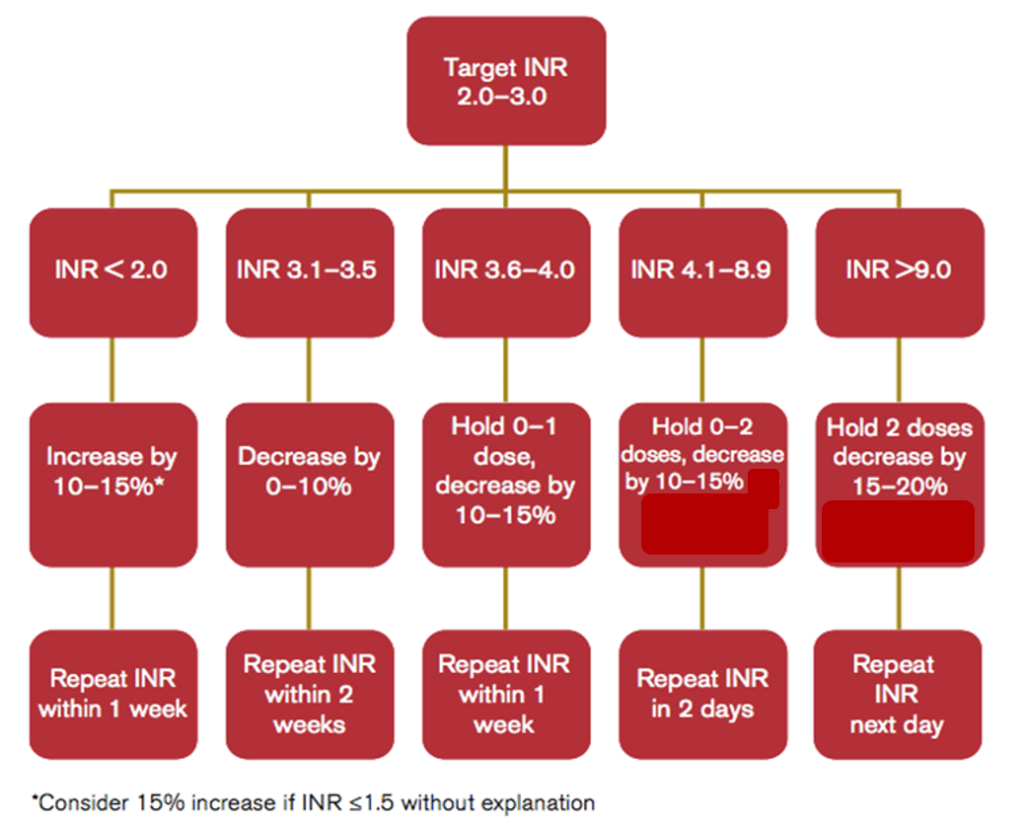 Target INR
2.0–3.0
INR < 2.0
INR 3.1–3.5
INR 3.6–4.0
INR 4.1–8.9
INR >9.0
Increase by
10–15%*
Decrease by
0–10%
Hold 0–1
dose,
decrease by
10–15%
Hold 0–2
doses, decrease
by 10–15%
Hold 2 doses
decrease by
15–20%
Repeat INR
within 1 week
Repeat INR
within 2
weeks
Repeat INR
within 1
week
Repeat INR
in 2 days
Repeat
INR
next day
*Consider 15% increase if INR ≤1.5 without explanation